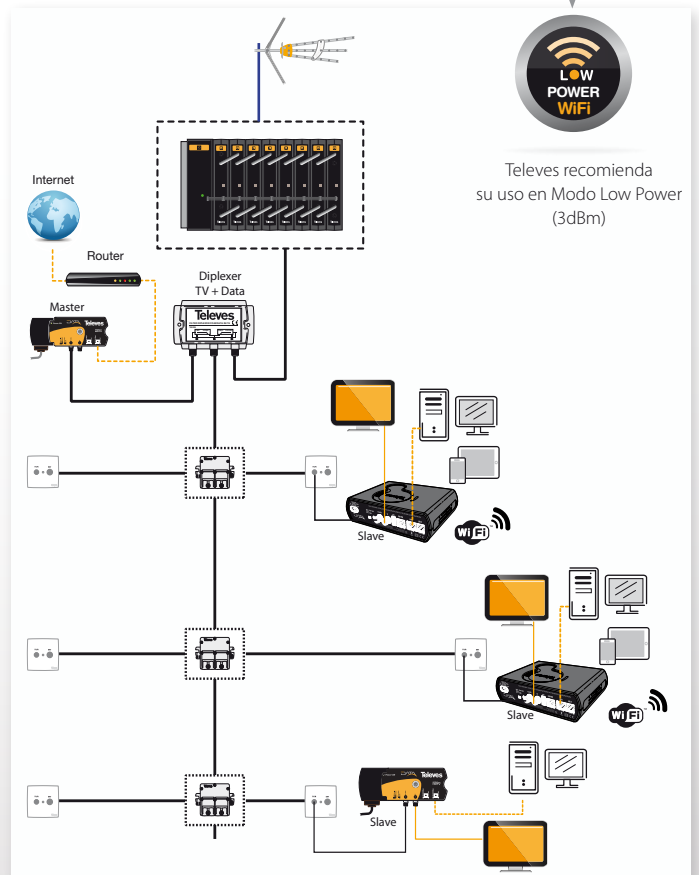 LOW
POWER
WiFi
Televes recomienda
su uso en Modo Low Power
(3dBm)
Internet
Router
Diplexer
TV + Data
Master
Televes
Televes
Slave
WiFi
Slave
WiFi
Televes
Slave